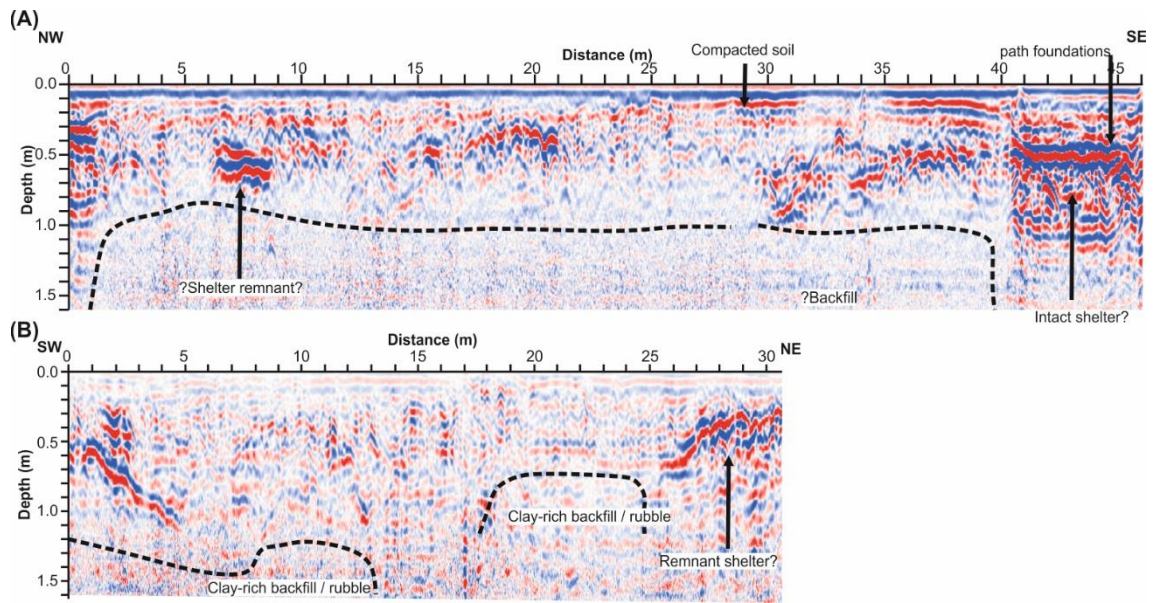 (A)
NW
Distance (m)
Compacted soil
path foundations
SE
0 5 10 15 20 25 30 35 40 45
0.0
0.5
1.0
1.5
Depth (m)
?Shelter remnant?
?Backfill
Intact shelter?
(B)
SW
Distance (m)
NE
0 5 10 15 20 25 30
0.0
0.5
1.0
1.5
Depth (m)
Clay-rich backfill / rubble
Remnant shelter?
Clay-rich backfill / rubble